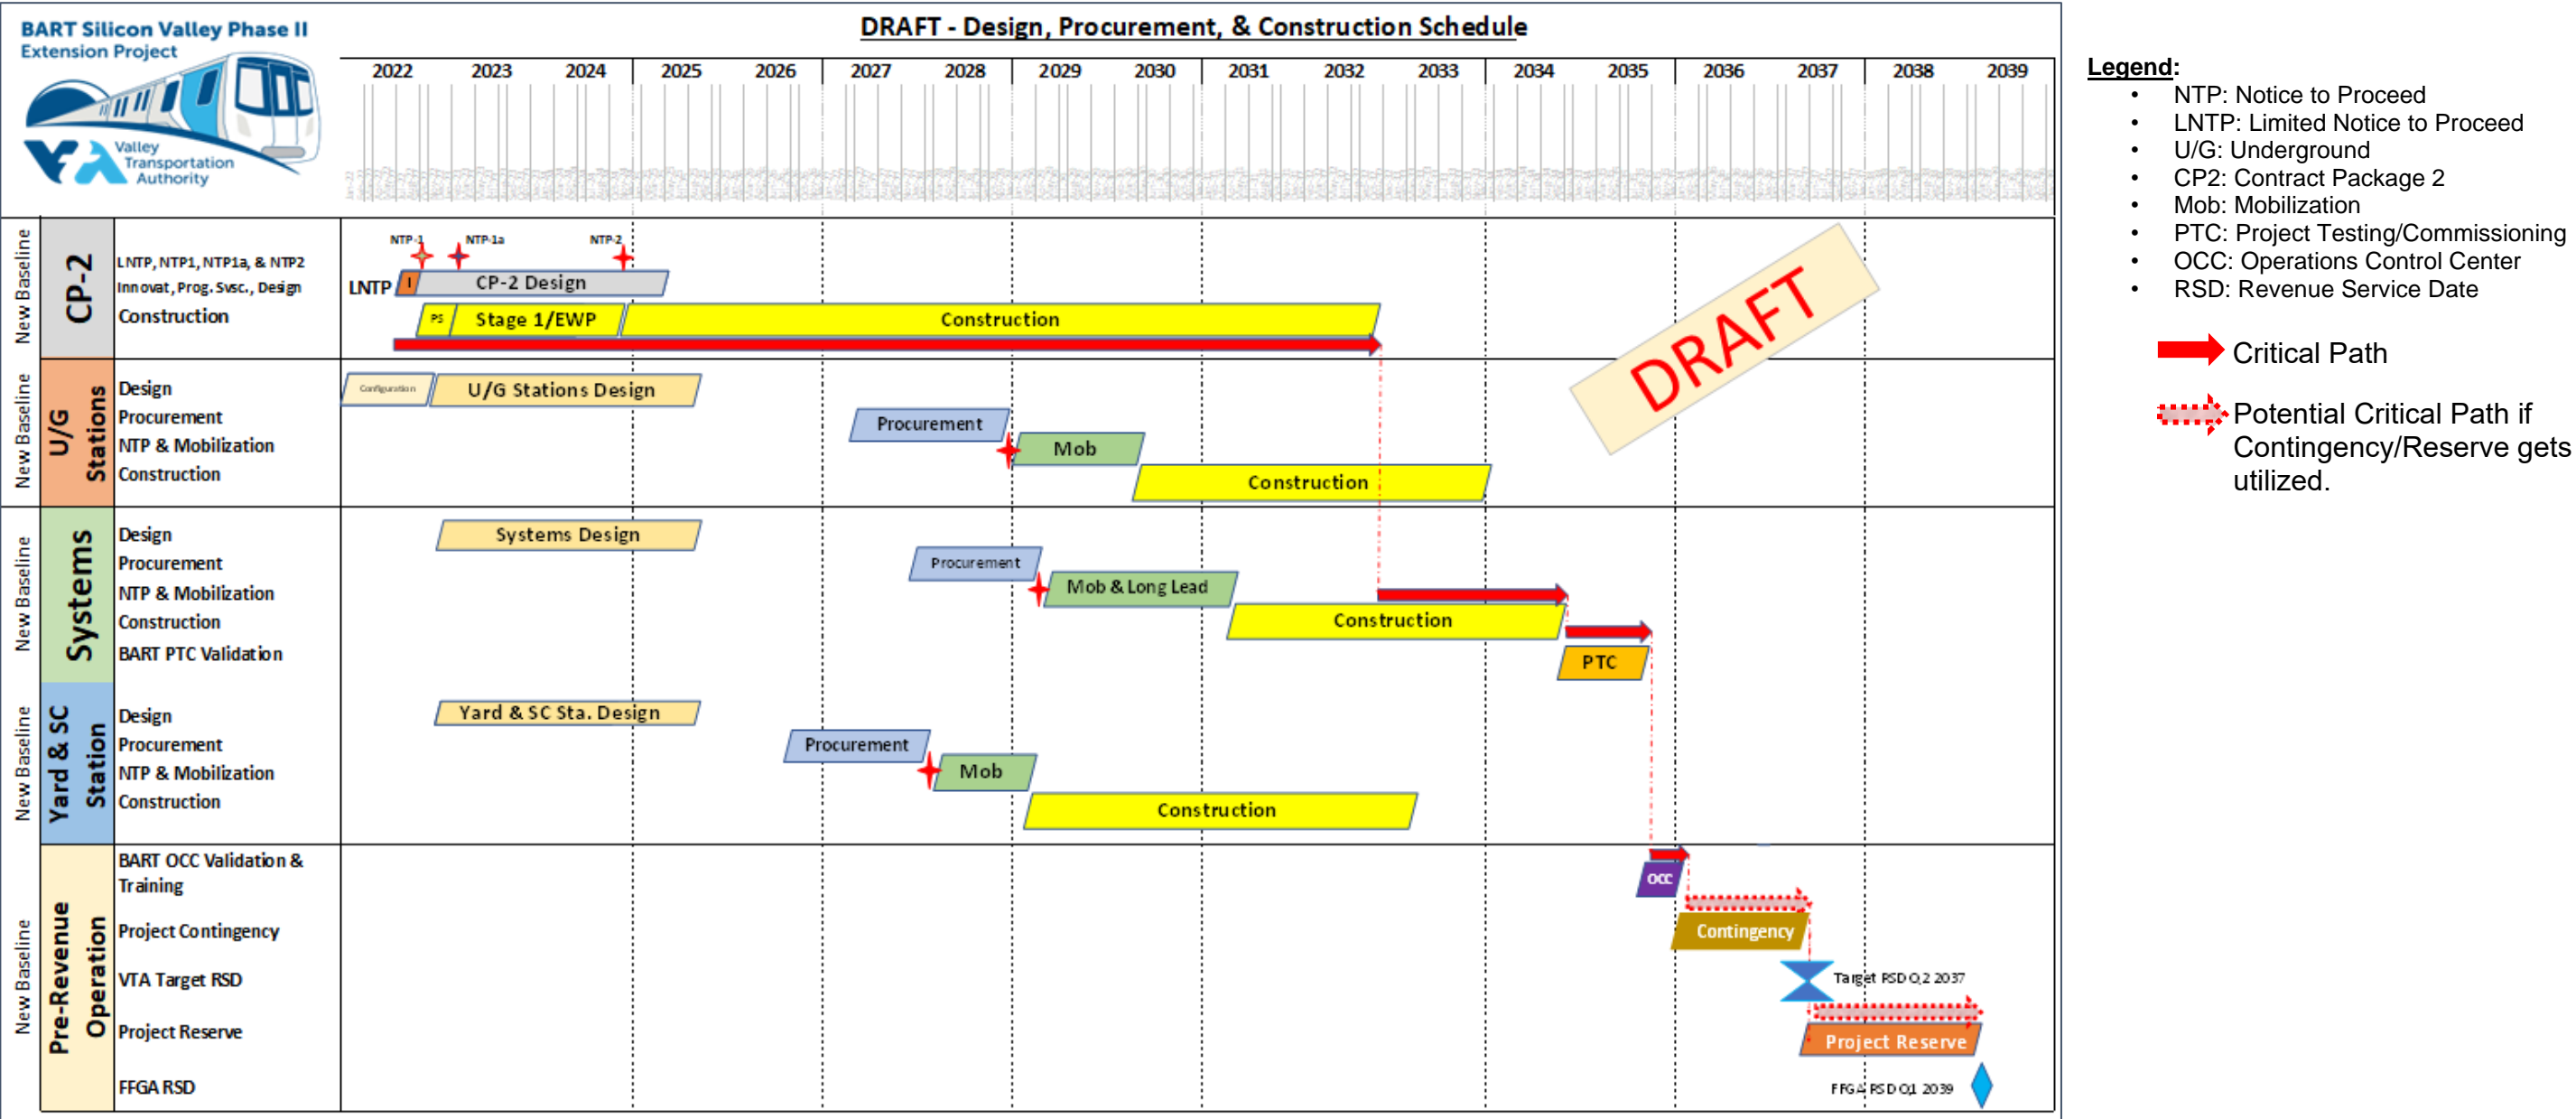 BART Silicon Valley Phase II
Extension Project
Valley
Transportation
Authority
DRAFT - Design, Procurement, & Construction Schedule
2022 2023 2024 2025 2026 2027 2028 2029 2030 2031 2032 2033 2034 2035 2036 2037 2038 2039
New Baseline
CP-2
LNTP, NTP1, NTP1a, & NTP2
Innovat, Prog. Svsc., Design
Construction
NTP-1
NTP-1a
NTP-2
LNTP
I
CP-2 Design
PS
Stage 1/EWP
Construction
DRAFT
New Baseline
U/G
Stations
Design
Procurement
NTP & Mobilization
Construction
Configuration
U/G Stations Design
Procurement
Mob
Construction
New Baseline
Systems
Design
Procurement
NTP & Mobilization
Construction
BART PTC Validation
Systems Design
Procurement
Mob & Long Lead
Construction
PTC
New Baseline
Yard & SC
Station
Design
Procurement
NTP & Mobilization
Construction
Yard & SC Sta. Design
Procurement
Mob
Construction
New Baseline
Pre-Revenue
Operation
BART OCC Validation &
Training
Project Contingency
VTA Target RSD
Project Reserve
FFGA RSD
OCC
Contingency
Target RSD Q2 2037
Project Reserve
FFGA RSD Q1 2039
Legend:
• NTP: Notice to Proceed
• LNTP: Limited Notice to Proceed
• U/G: Underground
• CP2: Contract Package 2
• Mob: Mobilization
• PTC: Project Testing/Commissioning
• OCC: Operations Control Center
• RSD: Revenue Service Date
Critical Path
Potential Critical Path if
Contingency/Reserve gets
utilized.